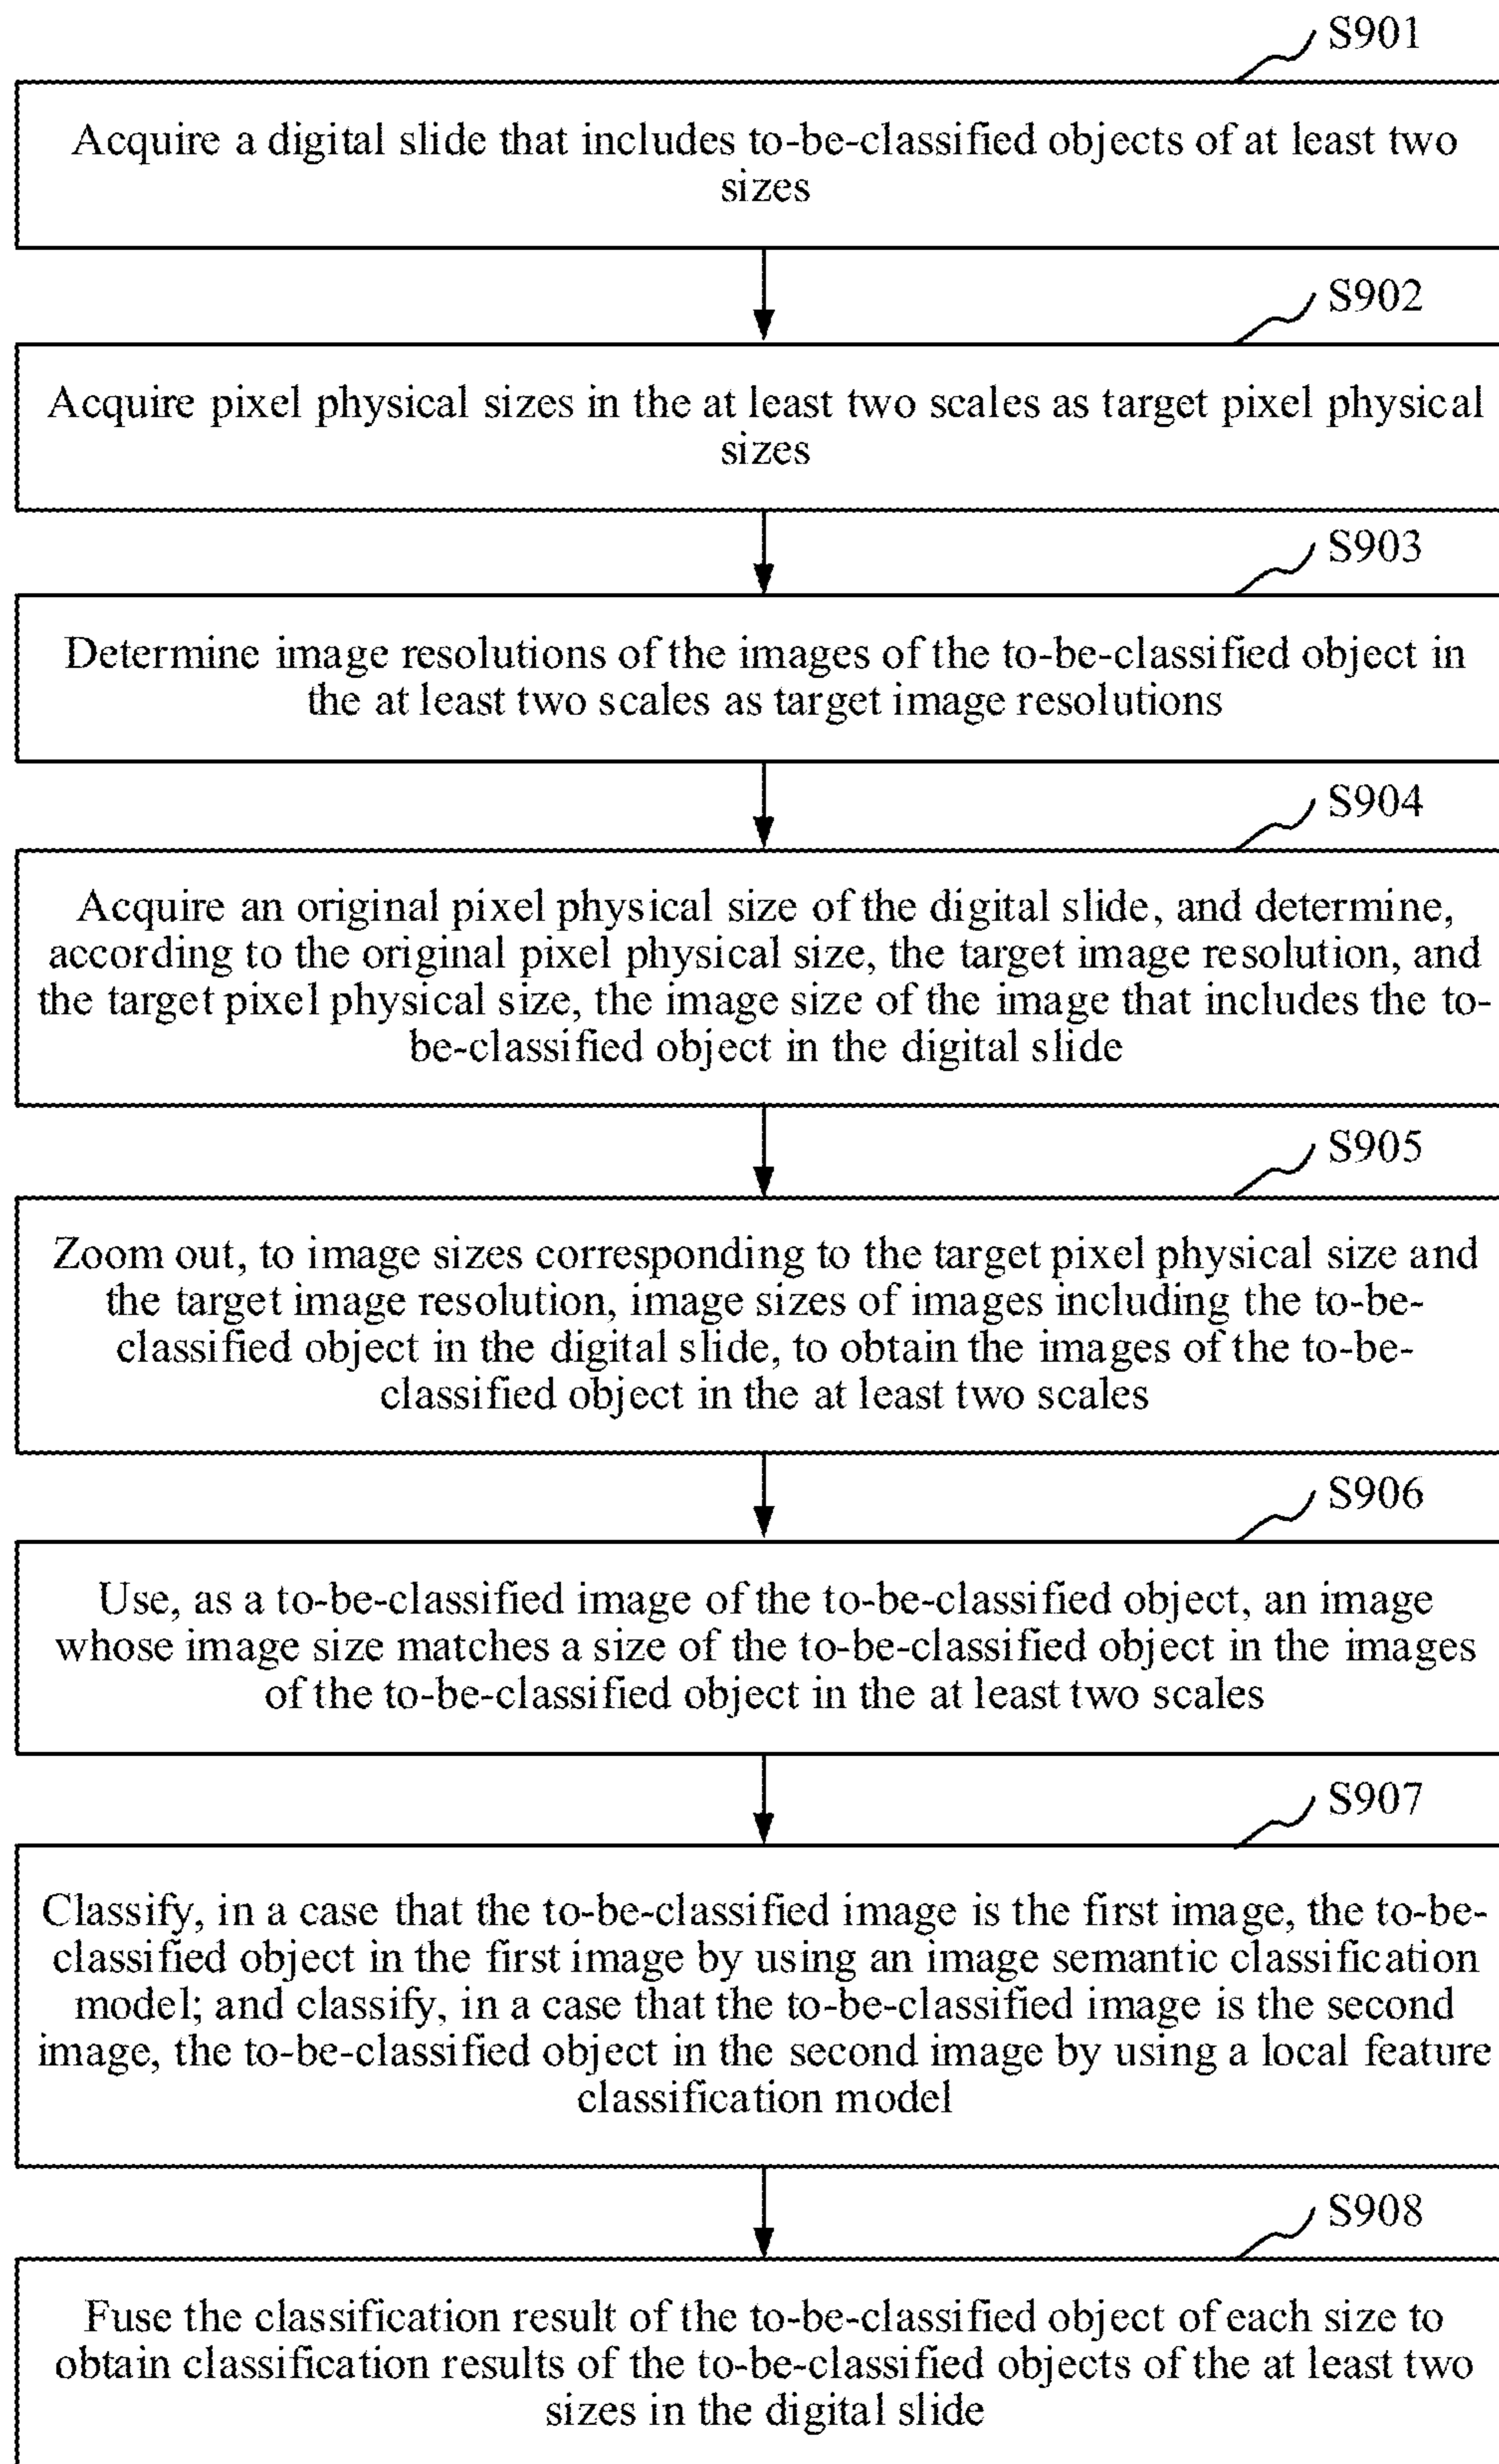 S901
Acquire a digital slide that includes to-be-classified objects of at least two
sizes
S902
Acquire pixel physical sizes in the at least two scales as target pixel physical
sizes
S903
Determine image resolutions of the images of the to-be-classified object in
the at least two scales as target image resolutions
S904
Acquire an original pixel physical size of the digital slide, and determine,
according to the original pixel physical size, the target image resolution, and
the target pixel physical size, the image size of the image that includes the to-
be-classified object in the digital slide
S905
Zoom out, to image sizes corresponding to the target pixel physical size and
the target image resolution, image sizes of images including the to-be-
classified object in the digital slide, to obtain the images of the to-be-
classified object in the at least two scales
S906
Use, as a to-be-classified image of the to-be-classified object, an image
whose image size matches a size of the to-be-classified object in the images
of the to-be-classified object in the at least two scales
S907
Classify, in a case that the to-be-classified image is the first image, the to-be-
classified object in the first image by using an image semantic classification
model; and classify, in a case that the to-be-classified image is the second
image, the to-be-classified object in the second image by using a local feature
classification model
S908
Fuse the classification result of the to-be-classified object of each size to
obtain classification results of the to-be-classified objects of the at least two
sizes in the digital slide